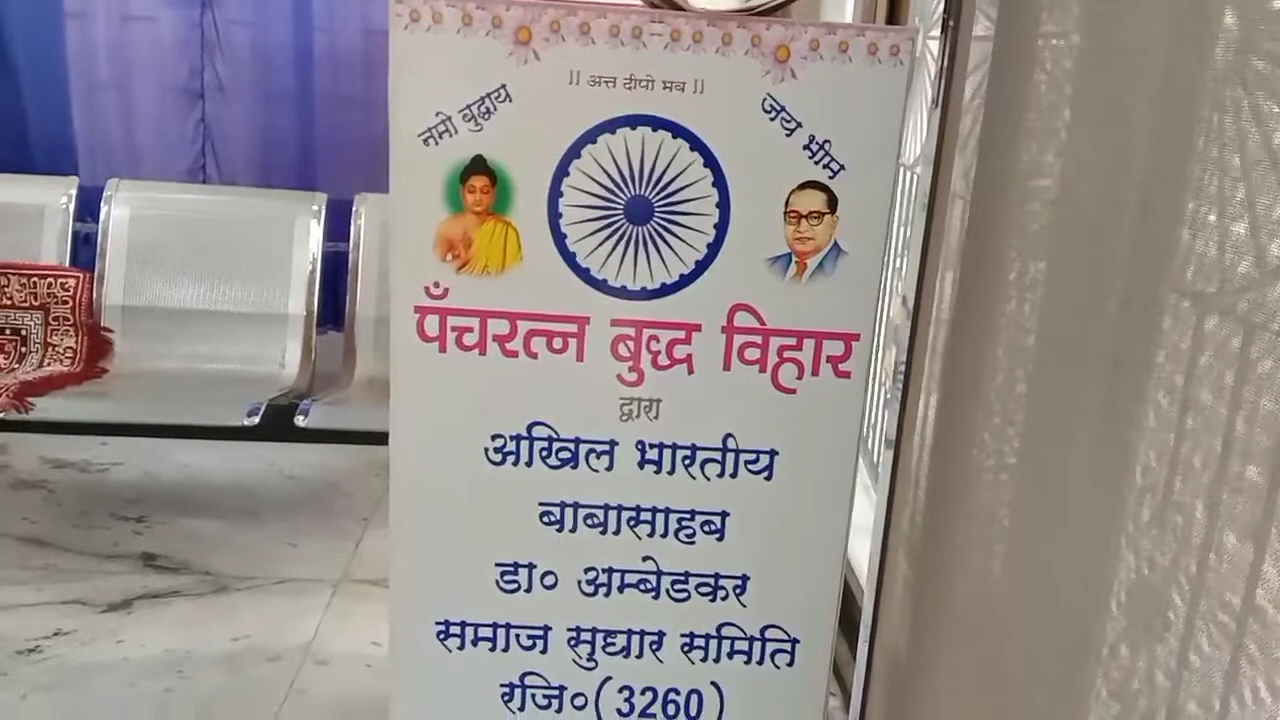 ।। अत्त दीपो भव ।।
नमो बुद्धाय
जय भीम
पँचरत्न बुद्ध विहार
द्वारा
अखिल भारतीय
बाबासाहब
डा० अम्बेडकर
समाज सुधार समिति
रजि०(3260)